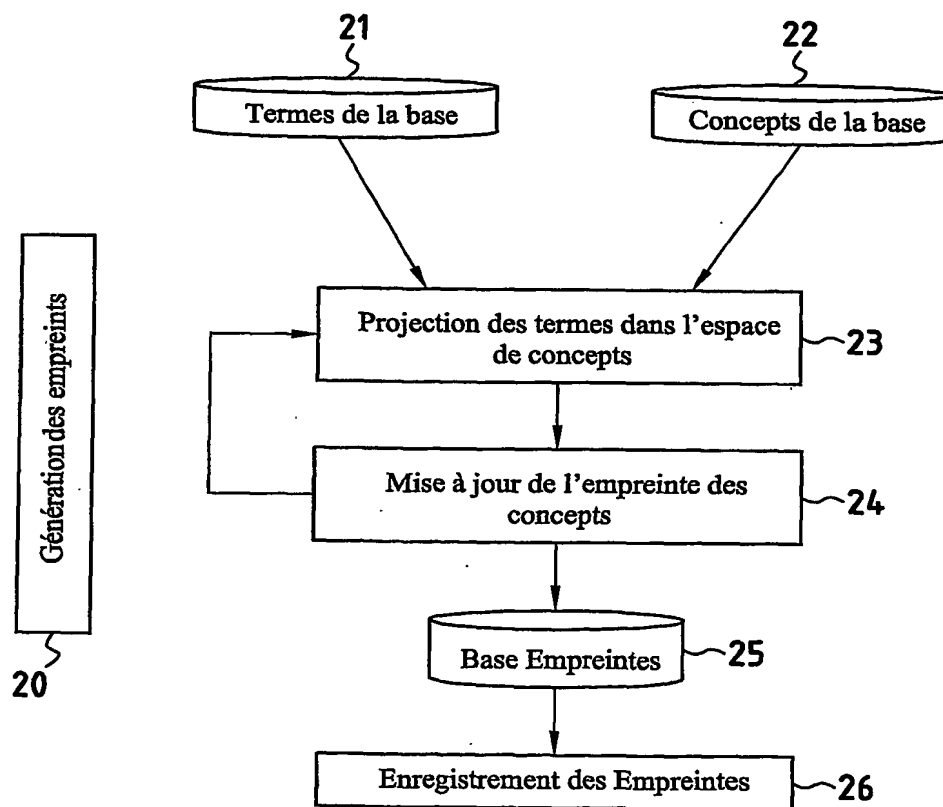 21
Termes de la base
22
Concepts de la base
Génération des empreints
20
Projection des termes dans l'espace
de concepts
23
Mise à jour de l'empreinte des
concepts
24
Base Empreintes
25
Enregistrement des Empreintes
26